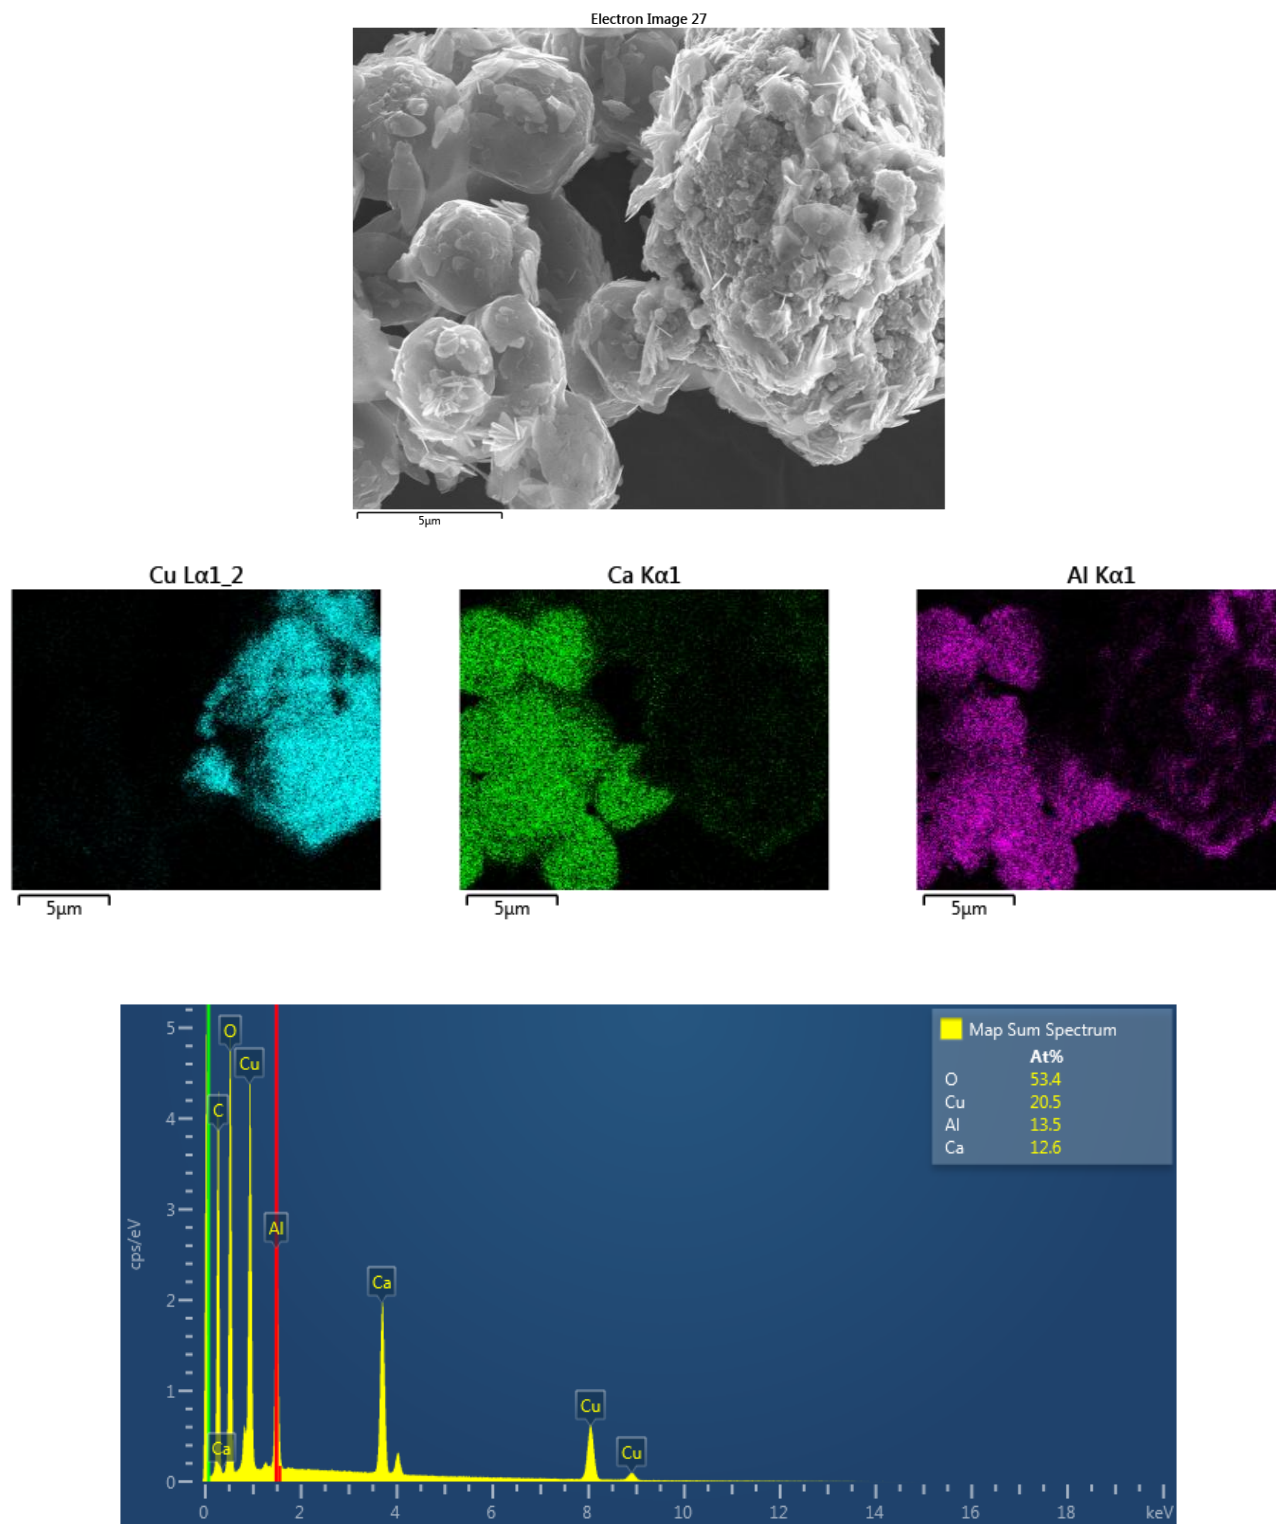 Electron Image 27
5μm
Cu Lα1_2
Ca Kα1
Al Kα1
5μm
5μm
5μm
Map Sum Spectrum
At%
O 53.4
Cu 20.5
Al 13.5
Ca 12.6
O
Cu
C
Al
Ca
Ca
Cu
Cu
cps/eV
5
4
3
2
1
0
0 2 4 6 8 10 12 14 16 18 keV